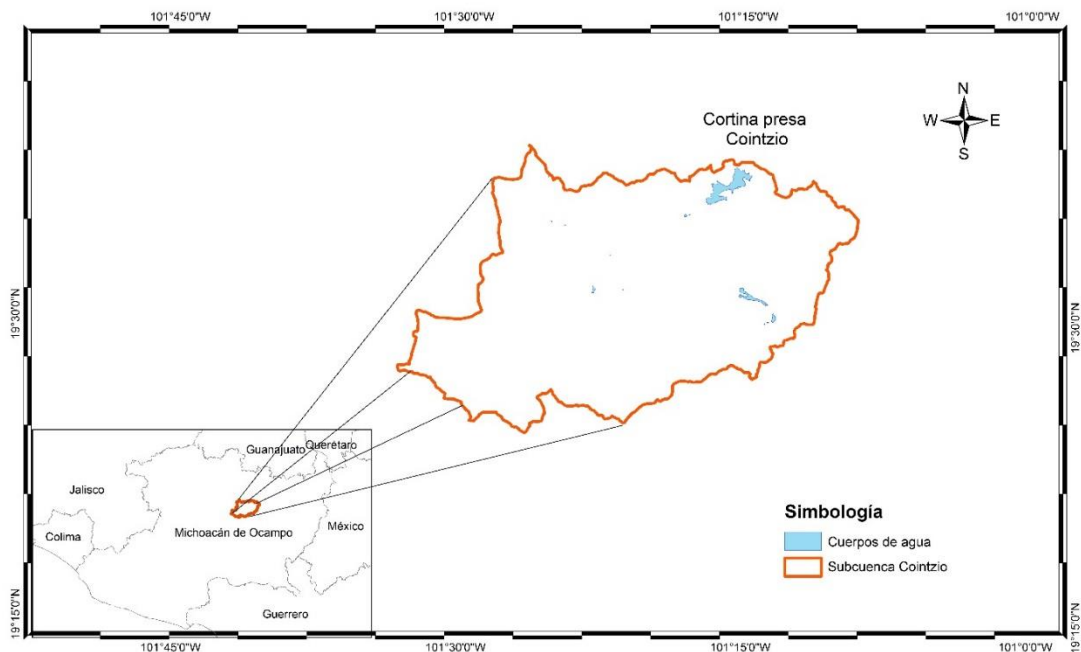 101°45'0"W 101°30'0"W 101°15'0"W 101°0'0"W
N
W E
S
Cortina presa
Cointzio
19°30'0"N 19°30'0"N
Guanajuato Querétaro
Jalisco
Michoacán de Ocampo México
Colima
Guerrero
Simbología
Cuerpos de agua
Subcuenca Cointzio
19°15'0"N 19°15'0"N
101°45'0"W 101°30'0"W 101°15'0"W 101°0'0"W